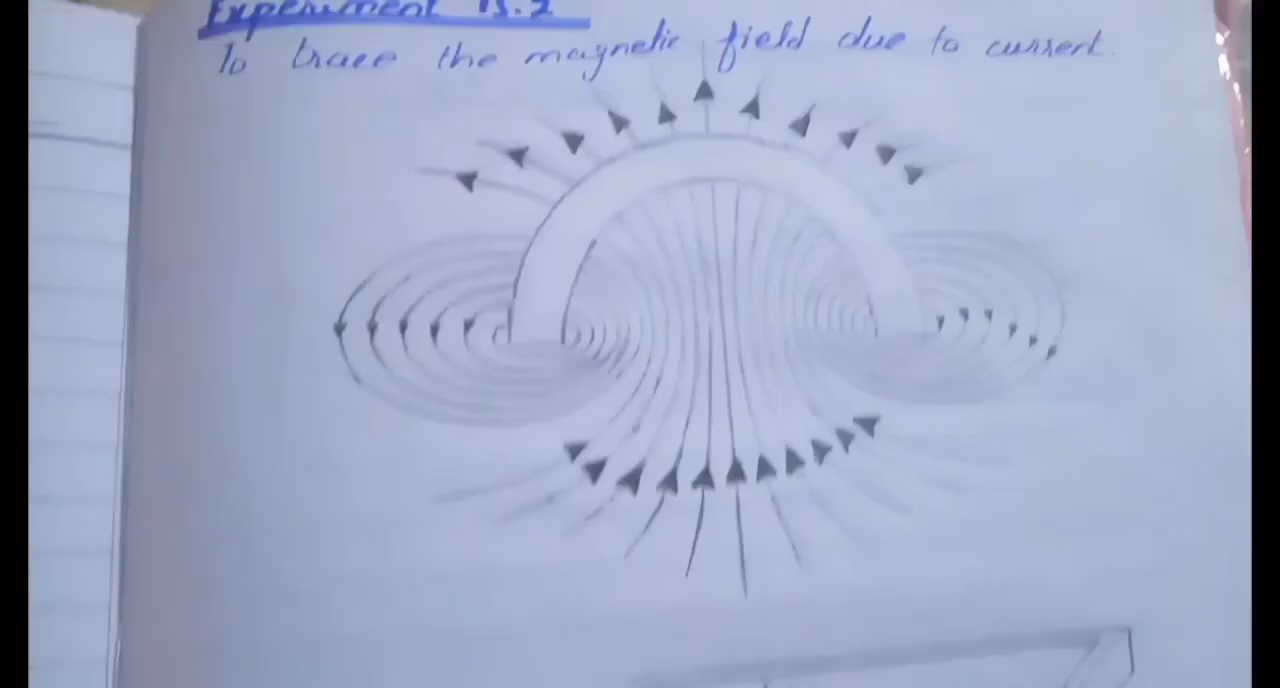 Experiment 15.2
To trace the magnetic field due to current.